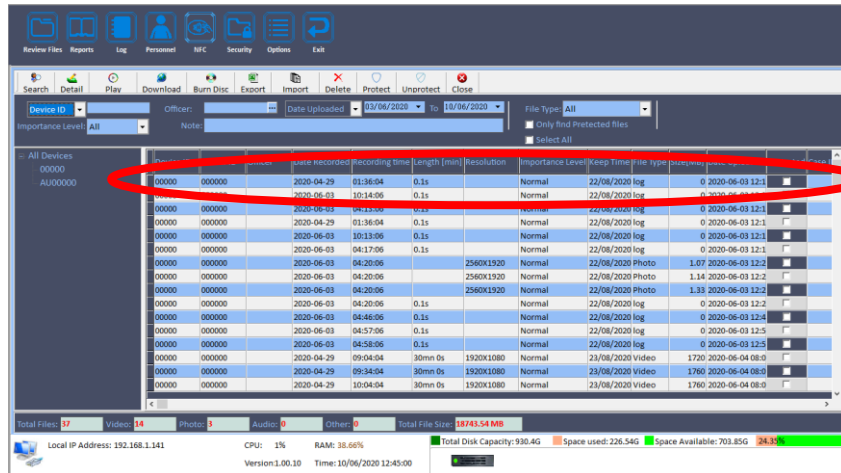 Review Files Reports Log Personnel NFC Security Options Exit
Search Detail Play Download Burn Disc Export Import Delete Protect Unprotect Close
Device ID Officer: Date Uploaded 03/06/2020 To 10/06/2020 File Type: All
Importance Level: All Note: Only find Pretected files
Select All
All Devices
00000
AU00000
Date Recorded Recording time Length [min] Resolution Importance Level Keep Time File Type
00000 000000 2020-04-29 01:36:04 0.1s Normal 22/08/2020 log 0 2020-06-03 12:1
2020-06-03 10:14:06 0.1s Normal 22/08/2020 log
00000 000000 2020-06-03 04:13:06 0.1s Normal 22/08/2020 log 0 2020-06-03 12:1
00000 000000 2020-04-29 01:36:04 0.1s Normal 22/08/2020 log 0 2020-06-03 12:1
00000 000000 2020-06-03 10:13:06 0.1s Normal 22/08/2020 log 0 2020-06-03 12:1
00000 000000 2020-06-03 04:17:06 0.1s Normal 22/08/2020 log 0 2020-06-03 12:1
00000 000000 2020-06-03 04:20:06 2560X1920 Normal 22/08/2020 Photo 1.07 2020-06-03 12:2
00000 000000 2020-06-03 04:20:06 2560X1920 Normal 22/08/2020 Photo 1.14 2020-06-03 12:2
00000 000000 2020-06-03 04:20:06 2560X1920 Normal 22/08/2020 Photo 1.33 2020-06-03 12:2
00000 000000 2020-06-03 04:20:06 0.1s Normal 22/08/2020 log 0 2020-06-03 12:2
00000 000000 2020-06-03 04:46:06 0.1s Normal 22/08/2020 log 0 2020-06-03 12:4
00000 000000 2020-06-03 04:57:06 0.1s Normal 22/08/2020 log 0 2020-06-03 12:5
00000 000000 2020-06-03 04:58:06 0.1s Normal 22/08/2020 log 0 2020-06-03 12:5
00000 000000 2020-04-29 09:04:04 30mn 0s 1920X1080 Normal 23/08/2020 Video 1720 2020-06-04 08:0
00000 000000 2020-04-29 09:34:04 30mn 0s 1920X1080 Normal 23/08/2020 Video 1760 2020-06-04 08:0
00000 000000 2020-04-29 10:04:04 30mn 0s 1920X1080 Normal 23/08/2020 Video 1760 2020-06-04 08:0
Total Files: 37 Video: 14 Photo: 3 Audio: 0 Other: 0 Total File Size: 18743.54 MB
Local IP Address: 192.168.1.141 CPU: 1% RAM: 38.66% Total Disk Capacity: 930.4G Space used: 226.54G Space Available: 703.85G 24.35%
Version:1.00.10 Time: 10/06/2020 12:45:00